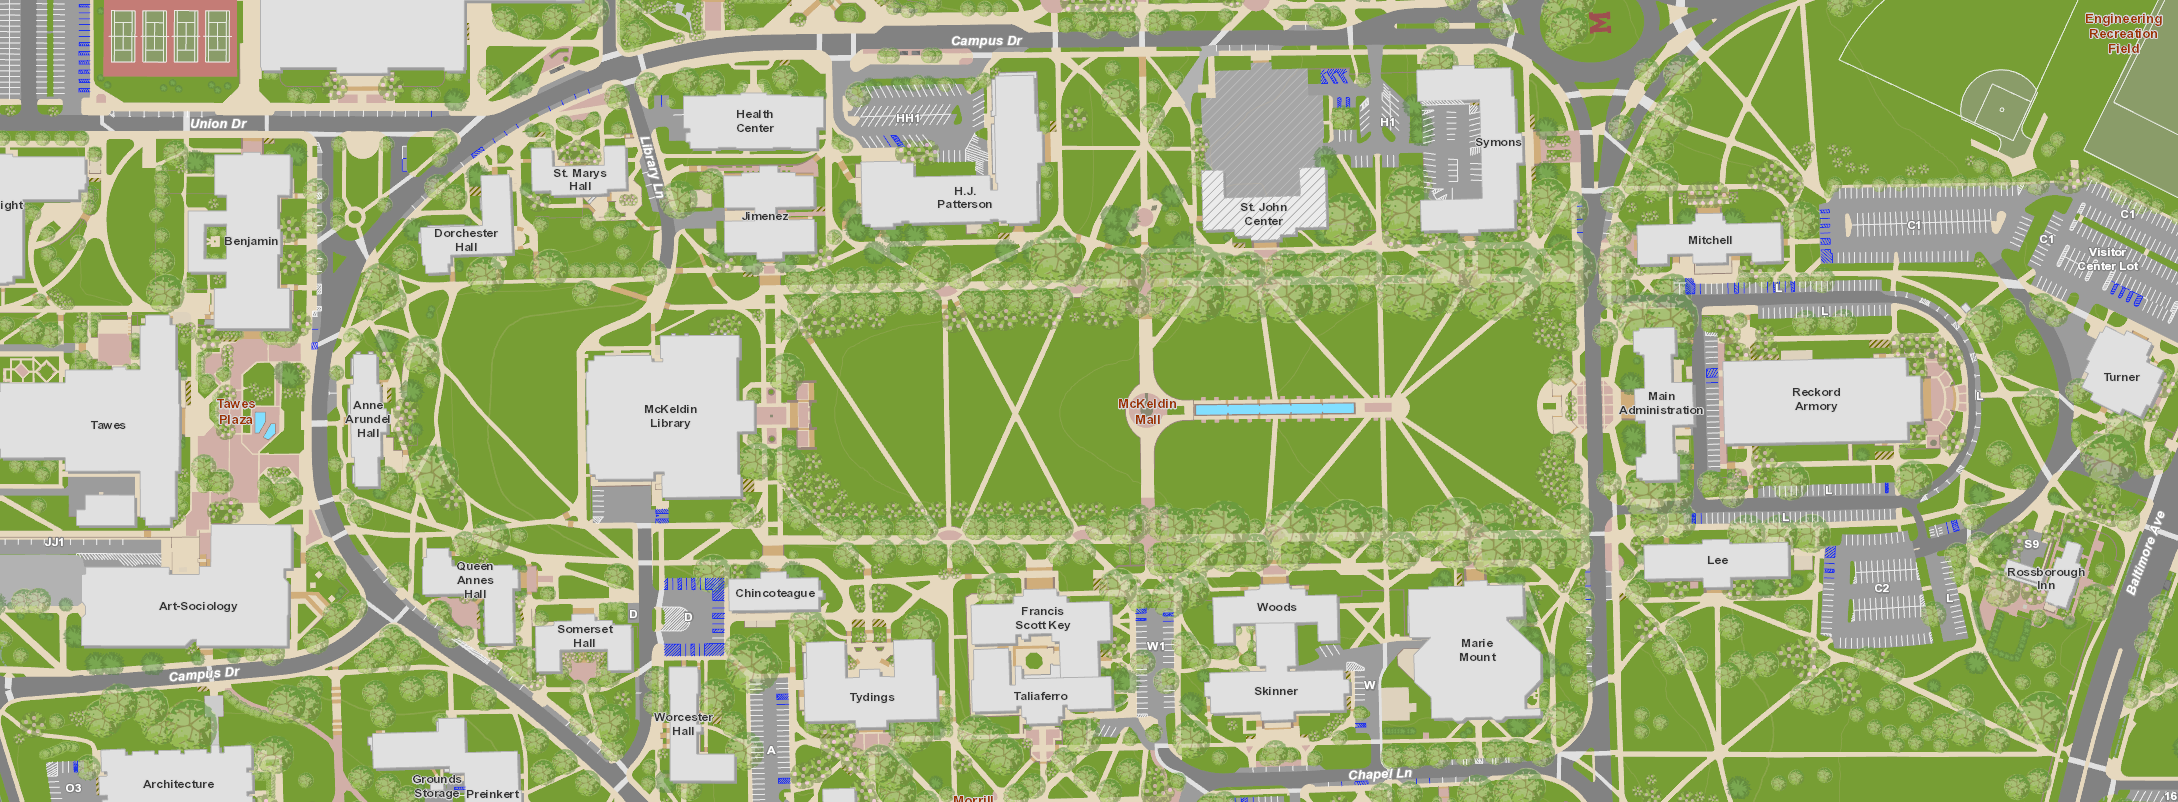 Engineering
Recreation
Field
M
Campus Dr
Union Dr
Health
Center
HH1
H1
Symons
Library Ln
St. Marys
Hall
ight
H.J.
Patterson
St. John
Center
Jimenez
Benjamin
Dorchester
Hall
Mitchell
C1
C1
C1
Visitor
Center Lot
L
L
Turner
Tawes
Plaza
Tawes
Anne
Arundel
Hall
McKeldin
Library
McKeldin
Mall
Main
Administration
Reckord
Armory
L
L
L
JJ1
Baltimore Ave
S9
Rossborough
Inn
Lee
C2
L
Queen
Annes
Hall
Art-Sociology
Chincoteague
D
D
Francis
Scott Key
Woods
Somerset
Hall
W1
Marie
Mount
Campus Dr
Tydings
Taliaferro
Skinner
W
Worcester
Hall
A
Chapel Ln
Architecture
O3
Grounds
Storage
Preinkert
Morrill
16